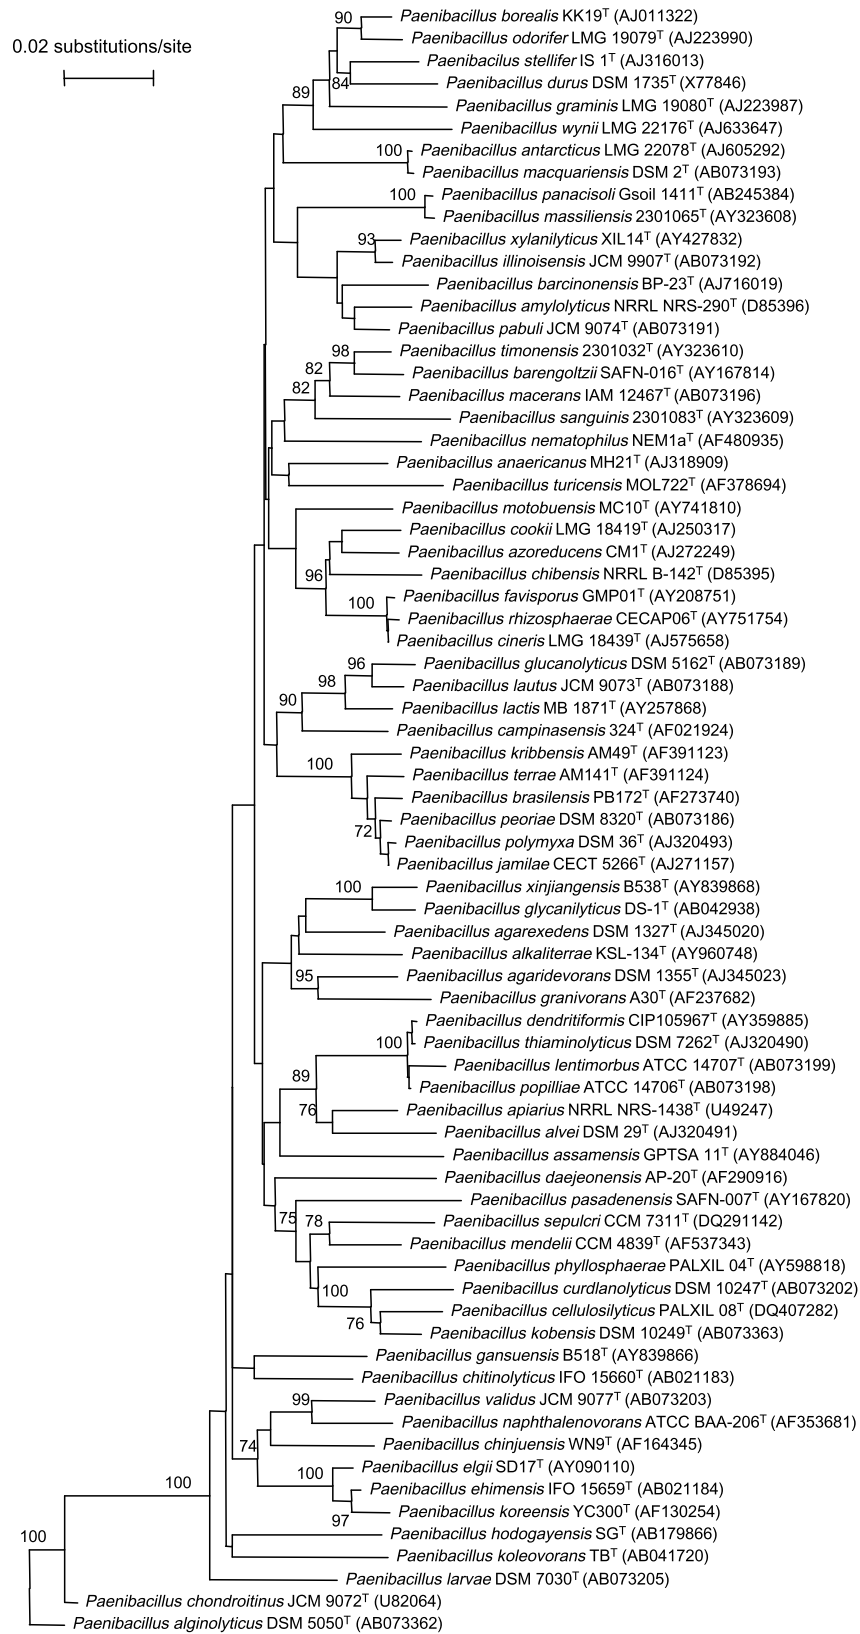 90
Paenibacillus borealis KK19ᵀ (AJ011322)
0.02 substitutions/site
Paenibacilus odorifer LMG 19079ᵀ (AJ223990)
Paenibacillus stellifer IS 1ᵀ (AJ316013)
84
Paenibacillus durus DSM 1735ᵀ (X77846)
89
Paenibacillus graminis LMG 19080ᵀ (AJ223987)
Paenibacillus wynii LMG 22176ᵀ (AJ633647)
100
Paenibacillus antarcticus LMG 22078ᵀ (AJ605292)
Paenibacillus macquariensis DSM 2ᵀ (AB073193)
100
Paenibacillus panacisoli Gsoil 1411ᵀ (AB245384)
Paenibacillus massiliensis 2301065ᵀ (AY323608)
93
Paenibacillus xylanilyticus XIL14ᵀ (AY427832)
Paenibacillus illinoisensis JCM 9907ᵀ (AB073192)
Paenibacillus barcinonensis BP-23ᵀ (AJ716019)
Paenibacillus amylolyticus NRRL NRS-290ᵀ (D85396)
Paenibacillus pabuli JCM 9074ᵀ (AB073191)
98
Paenibacillus timonensis 2301032ᵀ (AY323610)
82
Paenibacillus barengoltzii SAFN-016ᵀ (AY167814)
82
Paenibacillus macerans IAM 12467ᵀ (AB073196)
Paenibacillus sanguinis 2301083ᵀ (AY323609)
Paenibacillus nematophilus NEM1aᵀ (AF480935)
Paenibacillus anaericanus MH21ᵀ (AJ318909)
Paenibacillus turicensis MOL722ᵀ (AF378694)
Paenibacillus motobuensis MC10ᵀ (AY741810)
Paenibacillus cookii LMG 18419ᵀ (AJ250317)
Paenibacillus azoreducens CM1ᵀ (AJ272249)
96
Paenibacillus chibensis NRRL B-142ᵀ (D85395)
100
Paenibacillus favisporus GMP01ᵀ (AY208751)
Paenibacillus rhizosphaerae CECAP06ᵀ (AY751754)
Paenibacillus cineris LMG 18439ᵀ (AJ575658)
96
Paenibacillus glucanolyticus DSM 5162ᵀ (AB073189)
98
Paenibacillus lautus JCM 9073ᵀ (AB073188)
90
Paenibacillus lactis MB 1871ᵀ (AY257868)
Paenibacillus campinasensis 324ᵀ (AF021924)
100
Paenibacillus kribbensis AM49ᵀ (AF391123)
Paenibacillus terrae AM141ᵀ (AF391124)
Paenibacillus brasilensis PB172ᵀ (AF273740)
72
Paenibacillus peoriae DSM 8320ᵀ (AB073186)
Paenibacillus polymyxa DSM 36ᵀ (AJ320493)
Paenibacillus jamilae CECT 5266ᵀ (AJ271157)
100
Paenibacillus xinjiangensis B538ᵀ (AY839868)
Paenibacillus glycanilyticus DS-1ᵀ (AB042938)
Paenibacillus agarexedens DSM 1327ᵀ (AJ345020)
Paenibacillus alkaliterrae KSL-134ᵀ (AY960748)
95
Paenibacillus agaridevorans DSM 1355ᵀ (AJ345023)
Paenibacillus granivorans A30ᵀ (AF237682)
Paenibacillus dendritiformis CIP105967ᵀ (AY359885)
100
Paenibacillus thiaminolyticus DSM 7262ᵀ (AJ320490)
Paenibacillus lentimorbus ATCC 14707ᵀ (AB073199)
89
Paenibacillus popilliae ATCC 14706ᵀ (AB073198)
76
Paenibacillus apiarius NRRL NRS-1438ᵀ (U49247)
Paenibacillus alvei DSM 29ᵀ (AJ320491)
Paenibacillus assamensis GPTSA 11ᵀ (AY884046)
Paenibacillus daejeonensis AP-20ᵀ (AF290916)
Paenibacillus pasadenensis SAFN-007ᵀ (AY167820)
75
78
Paenibacillus sepulcri CCM 7311ᵀ (DQ291142)
Paenibacillus mendelii CCM 4839ᵀ (AF537343)
Paenibacillus phyllosphaerae PALXIL 04ᵀ (AY598818)
100
Paenibacillus curdlanolyticus DSM 10247ᵀ (AB073202)
Paenibacillus cellulosilyticus PALXIL 08ᵀ (DQ407282)
76
Paenibacillus kobensis DSM 10249ᵀ (AB073363)
Paenibacillus gansuensis B518ᵀ (AY839866)
Paenibacillus chitinolyticus IFO 15660ᵀ (AB021183)
99
Paenibacillus validus JCM 9077ᵀ (AB073203)
Paenibacillus naphthalenovorans ATCC BAA-206ᵀ (AF353681)
74
Paenibacillus chinjuensis WN9ᵀ (AF164345)
100
Paenibacillus elgii SD17ᵀ (AY090110)
Paenibacillus ehimensis IFO 15659ᵀ (AB021184)
100
Paenibacillus koreensis YC300ᵀ (AF130254)
97
Paenibacillus hodogayensis SGᵀ (AB179866)
100
Paenibacillus koleovorans TBᵀ (AB041720)
Paenibacillus larvae DSM 7030ᵀ (AB073205)
Paenibacillus chondroitinus JCM 9072ᵀ (U82064)
Paenibacillus alginolyticus DSM 5050ᵀ (AB073362)